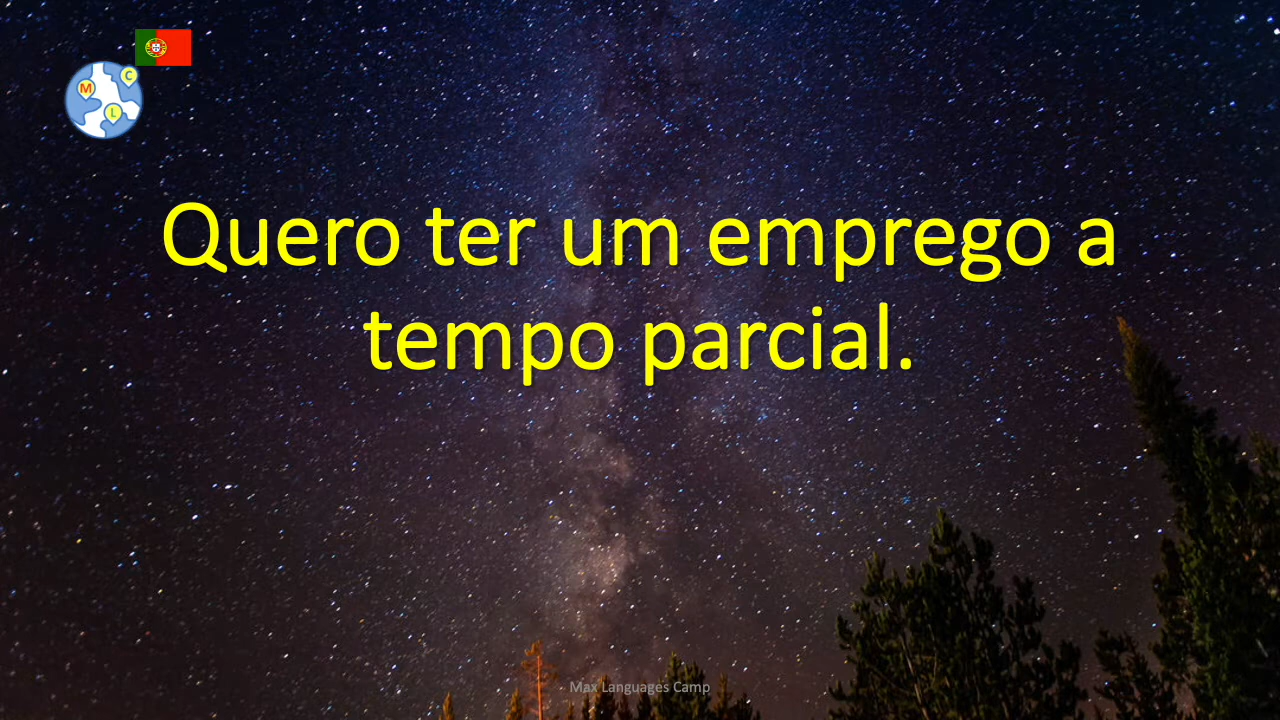 C
M
L
Quero ter um emprego a
tempo parcial.
Max Languages Camp